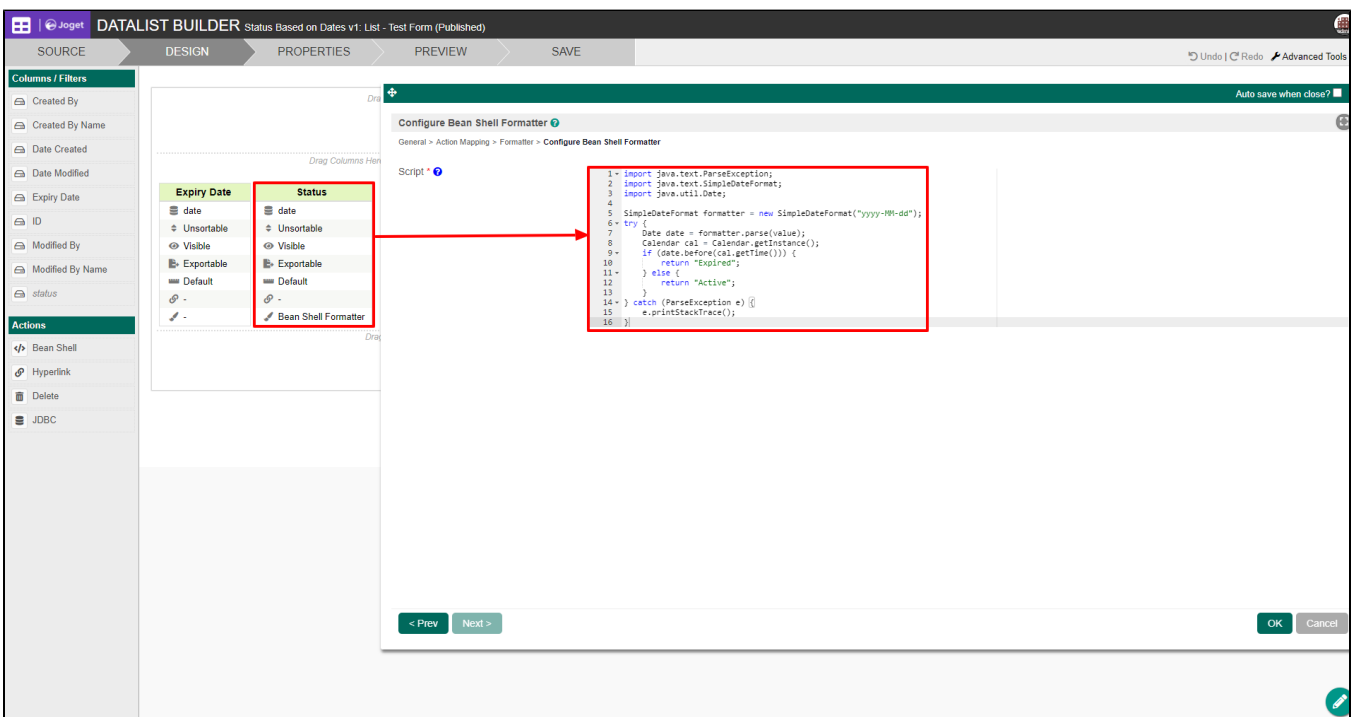 Joget DATALIST BUILDER Status Based on Dates v1: List - Test Form (Published)
SOURCE DESIGN PROPERTIES PREVIEW SAVE
Undo | Redo Advanced Tools
Columns / Filters
Created By
Created By Name
Date Created
Date Modified
Expiry Date
ID
Modified By
Modified By Name
status
Actions
Bean Shell
Hyperlink
Delete
JDBC
Dra
Drag Columns Her
Expiry Date
date
Unsortable
Visible
Exportable
Default
-
-
Status
date
Unsortable
Visible
Exportable
Default
-
Bean Shell Formatter
Drag
Auto save when close?
Configure Bean Shell Formatter
General > Action Mapping > Formatter > Configure Bean Shell Formatter
Script *
1 import java.text.ParseException;
2 import java.text.SimpleDateFormat;
3 import java.util.Date;
4
5 SimpleDateFormat formatter = new SimpleDateFormat("yyyy-MM-dd");
6 try {
7 Date date = formatter.parse(value);
8 Calendar cal = Calendar.getInstance();
9 if (date.before(cal.getTime())) {
10 return "Expired";
11 } else {
12 return "Active";
13 }
14 } catch (ParseException e) {
15 e.printStackTrace();
16 }
< Prev Next >
OK Cancel